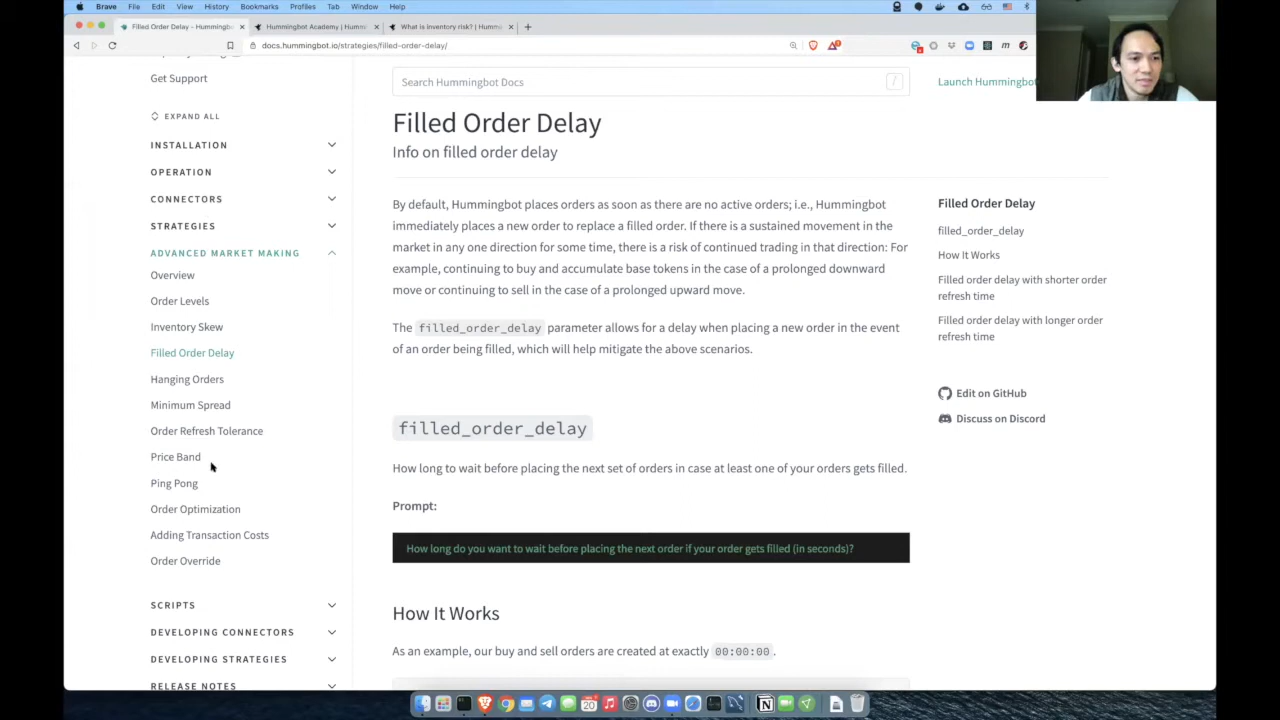 Brave File Edit View History Bookmarks Profiles Tab Window Help
Filled Order Delay - Hummingbot
Hummingbot Academy | Hummi
What is inventory risk? | Hummi
docs.hummingbot.io/strategies/filled-order-delay/
Get Support
EXPAND ALL
INSTALLATION
OPERATION
CONNECTORS
STRATEGIES
ADVANCED MARKET MAKING
Overview
Order Levels
Inventory Skew
Filled Order Delay
Hanging Orders
Minimum Spread
Order Refresh Tolerance
Price Band
Ping Pong
Order Optimization
Adding Transaction Costs
Order Override
SCRIPTS
DEVELOPING CONNECTORS
DEVELOPING STRATEGIES
RELEASE NOTES
Search Hummingbot Docs
/
Launch Hummingbot
Filled Order Delay
Info on filled order delay
By default, Hummingbot places orders as soon as there are no active orders; i.e., Hummingbot
immediately places a new order to replace a filled order. If there is a sustained movement in the
market in any one direction for some time, there is a risk of continued trading in that direction: For
example, continuing to buy and accumulate base tokens in the case of a prolonged downward
move or continuing to sell in the case of a prolonged upward move.
The filled_order_delay parameter allows for a delay when placing a new order in the event
of an order being filled, which will help mitigate the above scenarios.
filled_order_delay
How long to wait before placing the next set of orders in case at least one of your orders gets filled.
Prompt:
How long do you want to wait before placing the next order if your order gets filled (in seconds)?
How It Works
As an example, our buy and sell orders are created at exactly 00:00:00.
Filled Order Delay
filled_order_delay
How It Works
Filled order delay with shorter order
refresh time
Filled order delay with longer order
refresh time
Edit on GitHub
Discuss on Discord